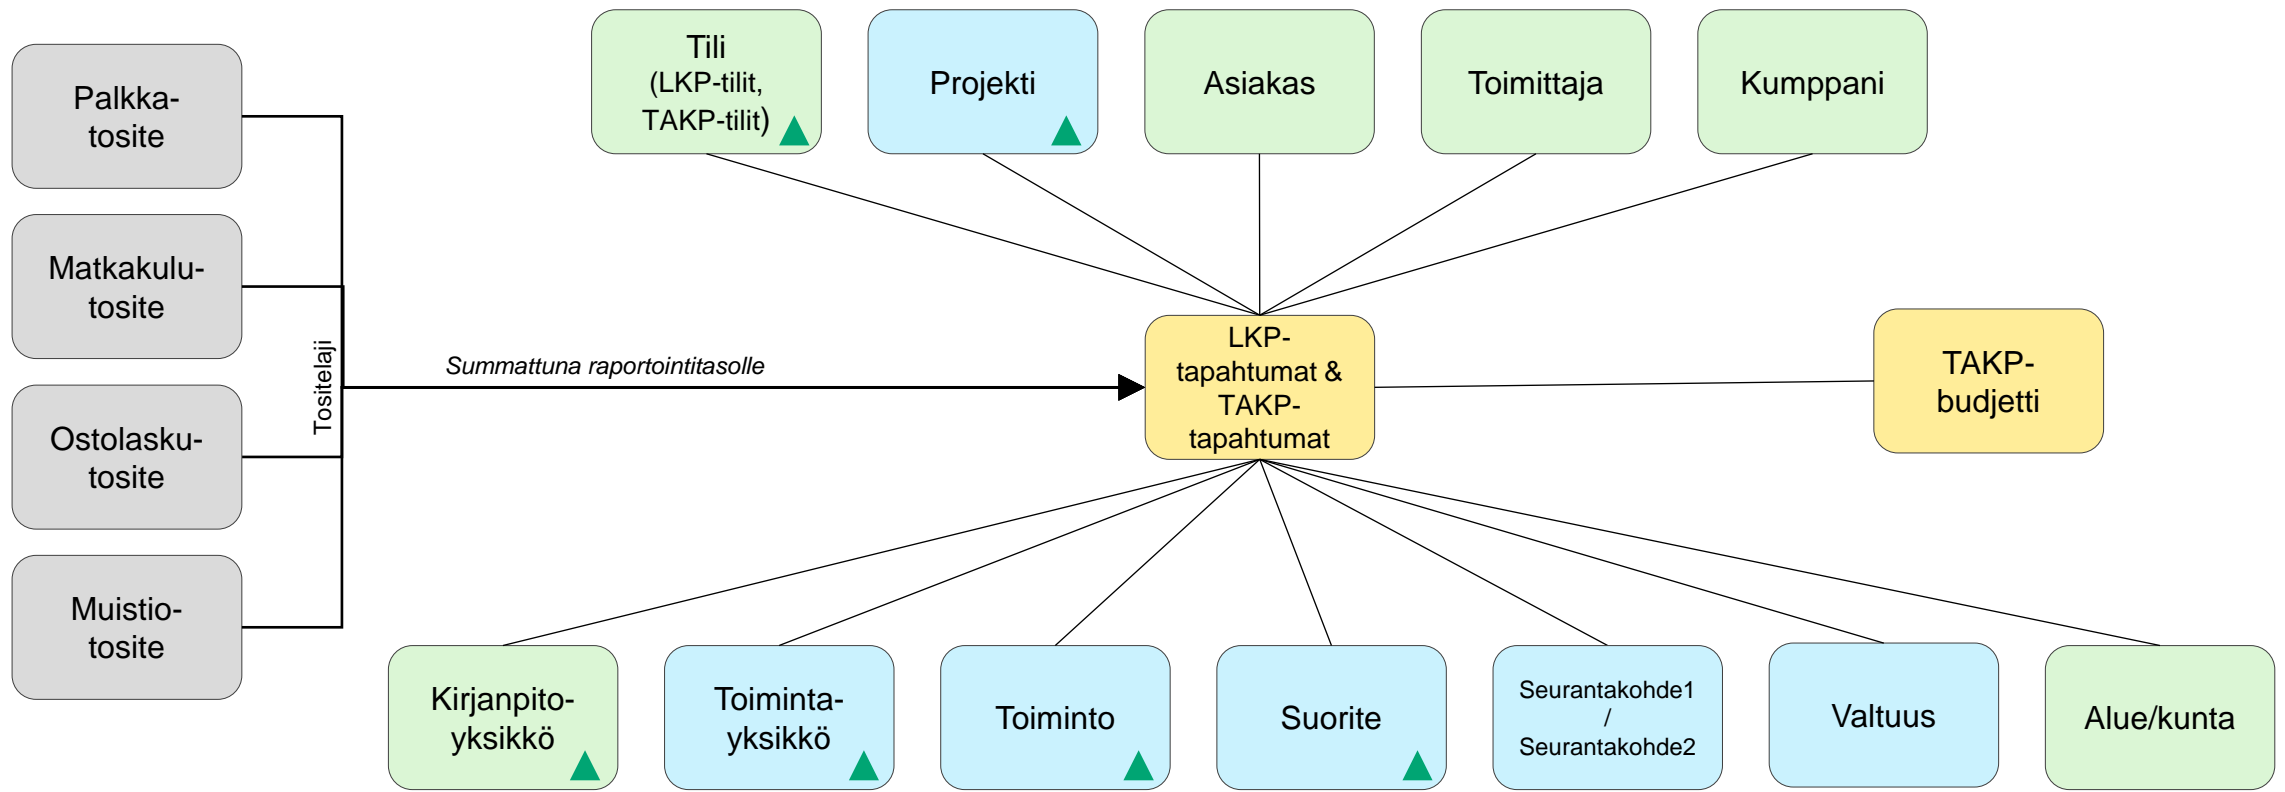 Palkka-
tosite
Matkakulu-
tosite
Ostolasku-
tosite
Muistio-
tosite
Tositelaji
Summattuna raportointitasolle
Tili
(LKP-tilit,
TAKP-tilit)
Projekti
Asiakas
Toimittaja
Kumppani
LKP-
tapahtumat &
TAKP-
tapahtumat
TAKP-
budjetti
Kirjanpito-
yksikkö
Toiminta-
yksikkö
Toiminto
Suorite
Seurantakohde1
/
Seurantakohde2
Valtuus
Alue/kunta